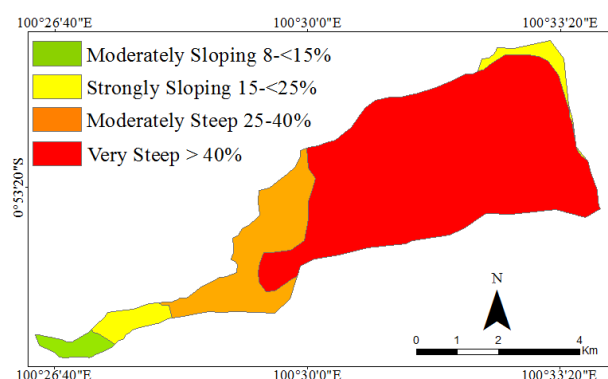 100°26'40"E 100°30'0"E 100°33'20"E
Moderately Sloping 8-<15%
Strongly Sloping 15-<25%
Moderately Steep 25-40%
Very Steep > 40%
0°53'20"S
N
0 1 2 4
Km
100°26'40"E 100°30'0"E 100°33'20"E